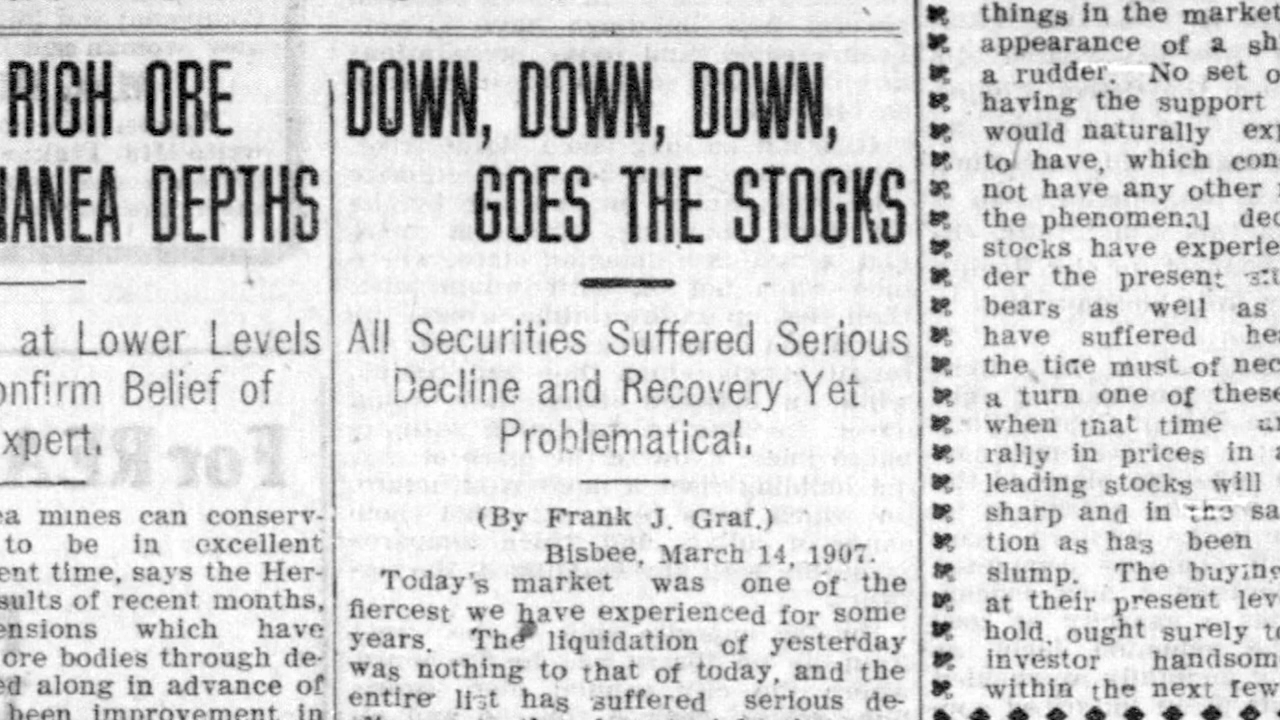 RICH ORE
ANEA DEPTHS
at Lower Levels
onfirm Belief of
xpert.
ea mines can conserv-
to be in excellent
ent time, says the Her-
sults of recent months,
ensions which have
ore bodies through de-
ed along in advance of
been improvement in
DOWN, DOWN, DOWN,
GOES THE STOCKS
All Securities Suffered Serious
Decline and Recovery Yet
Problematical.
(By Frank J. Graf.)
Bisbee, March 14, 1907.
Today's market was one of the
fiercest we have experienced for some
years. The liquidation of yesterday
was nothing to that of today, and the
entire list has suffered serious de-
things in the market
appearance of a sh
a rudder. No set o
having the support
would naturally ex
to have, which con
not have any other
the phenomenal dec
stocks have experie
der the present sit
bears as well as
have suffered hea
the tide must of nec
a turn one of these
when that time ar
rally in prices in a
leading stocks will
sharp and in the sa
tion as has been
slump. The buying
at their present lev
hold, ought surely to
investor handsom
within the next few